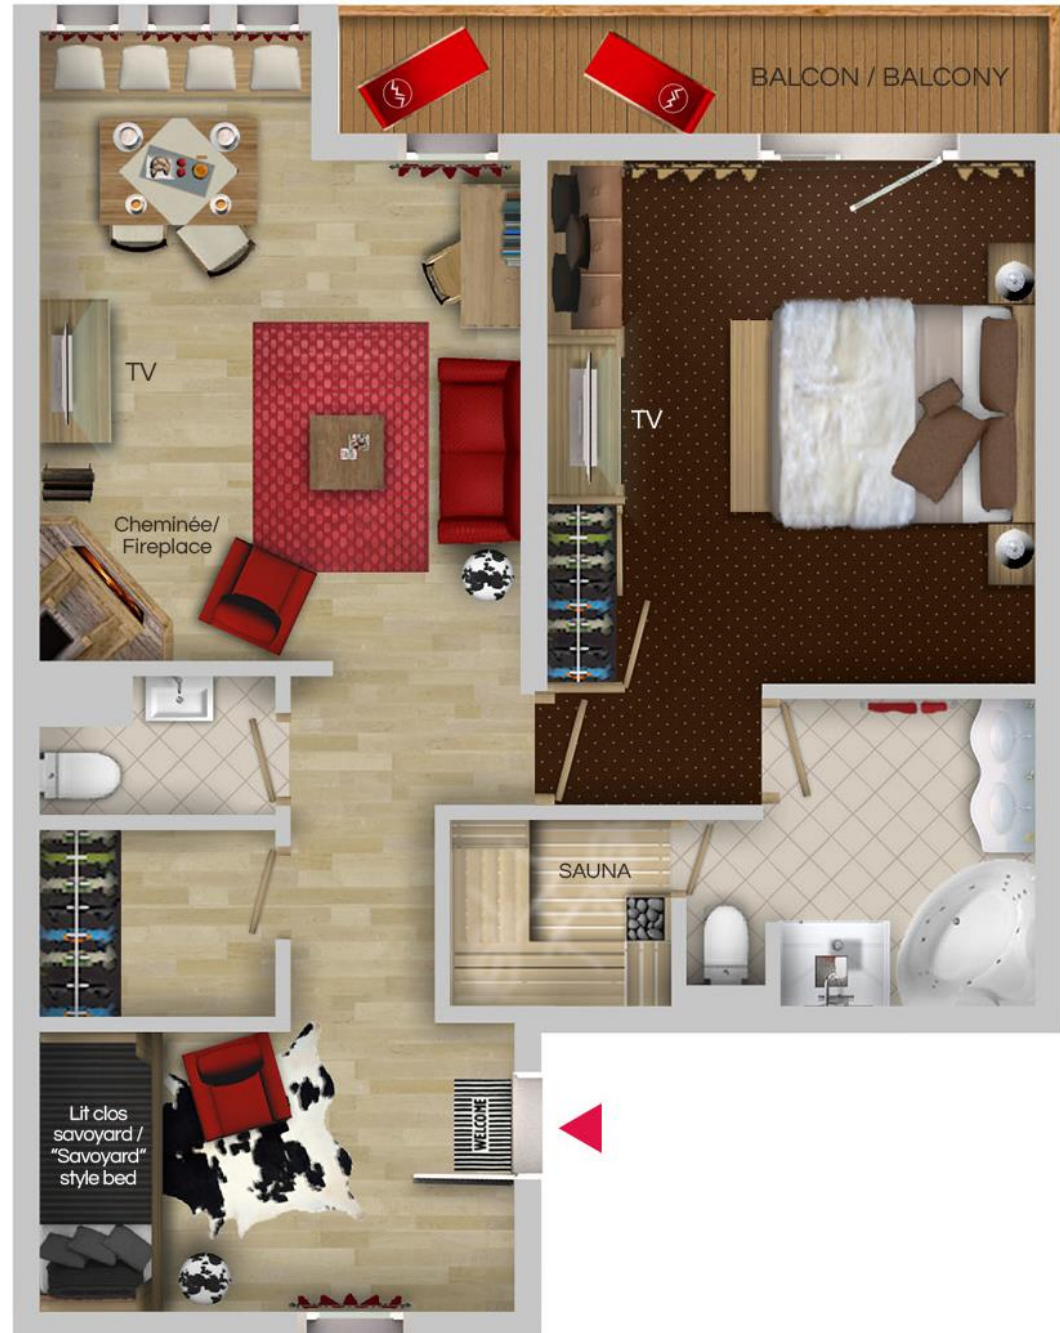 BALCON / BALCONY
TV
TV
Cheminée/
Fireplace
SAUNA
Lit clos
savoyard /
“Savoyard“
style bed
WELCOME